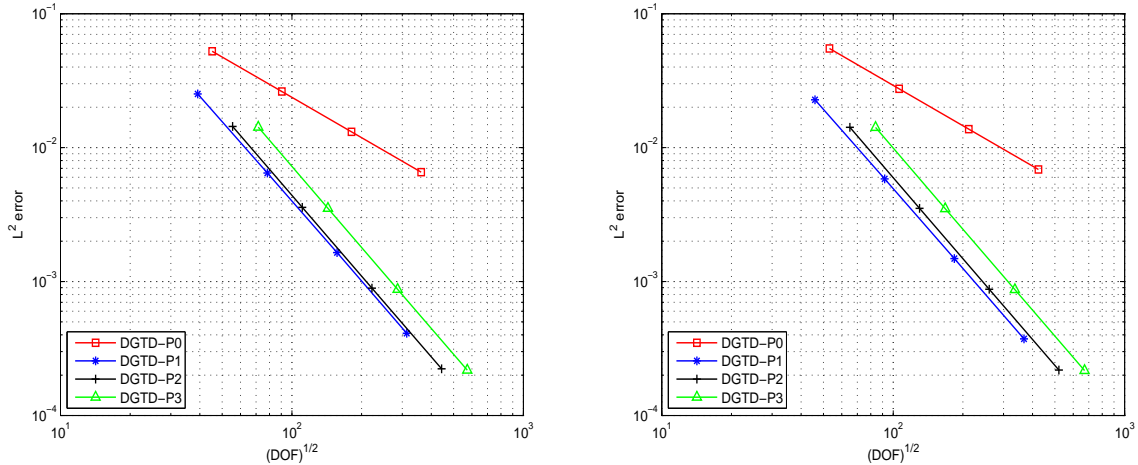 10^-1
10^-2
10^-3
10^-4
L^2 error
10^1
10^2
10^3
(DOF)^1/2
DGTD-P0
DGTD-P1
DGTD-P2
DGTD-P3
10^-1
10^-2
10^-3
10^-4
L^2 error
10^1
10^2
10^3
(DOF)^1/2
DGTD-P0
DGTD-P1
DGTD-P2
DGTD-P3